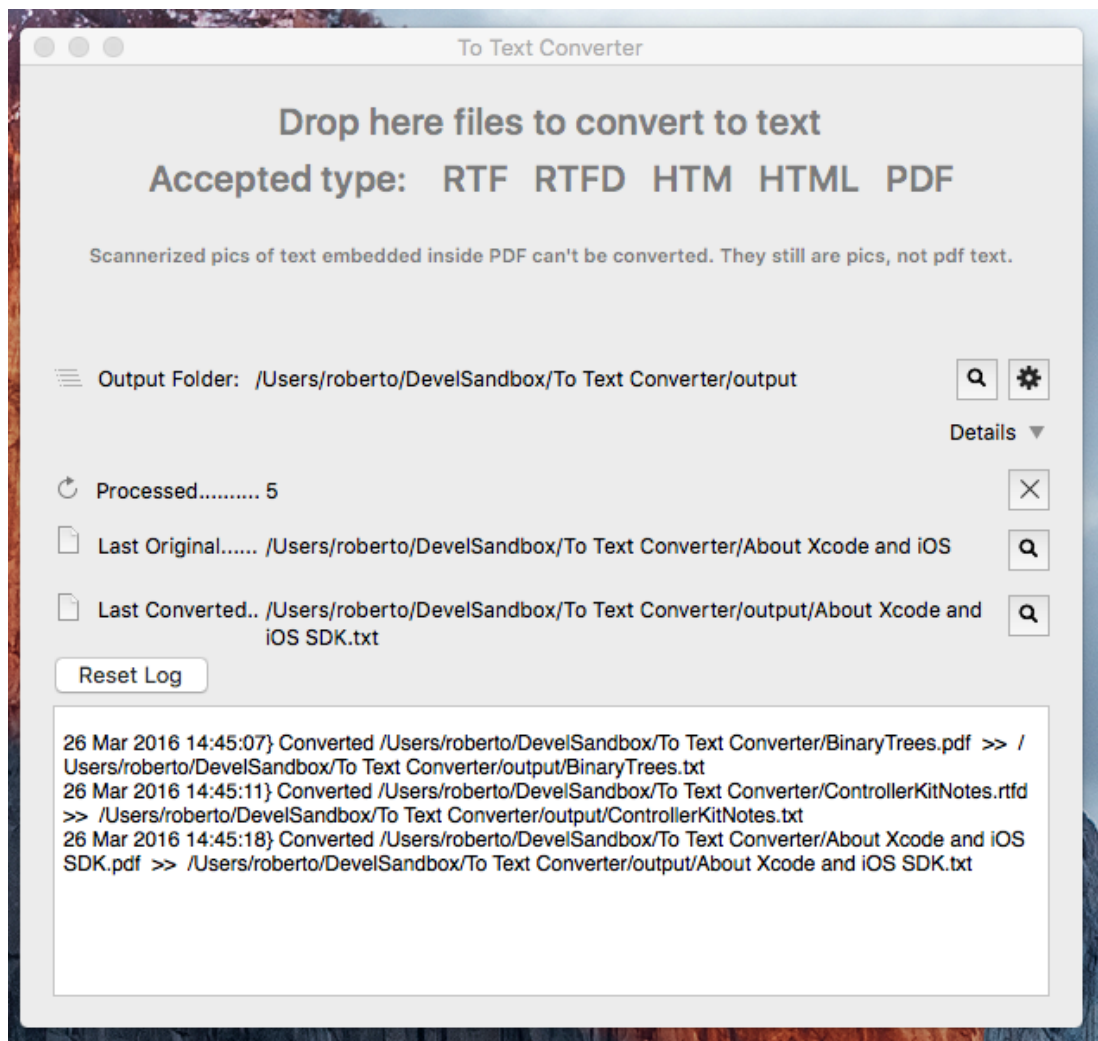 To Text Converter
Drop here files to convert to text
Accepted type: RTF RTFD HTM HTML PDF
Scannerized pics of text embedded inside PDF can't be converted. They still are pics, not pdf text.
Output Folder: /Users/roberto/DevelSandbox/To Text Converter/output
Details
Processed.......... 5
Last Original...... /Users/roberto/DevelSandbox/To Text Converter/About Xcode and iOS
Last Converted.. /Users/roberto/DevelSandbox/To Text Converter/output/About Xcode and
iOS SDK.txt
Reset Log
26 Mar 2016 14:45:07} Converted /Users/roberto/DevelSandbox/To Text Converter/BinaryTrees.pdf >> /
Users/roberto/DevelSandbox/To Text Converter/output/BinaryTrees.txt
26 Mar 2016 14:45:11} Converted /Users/roberto/DevelSandbox/To Text Converter/ControllerKitNotes.rtfd
>> /Users/roberto/DevelSandbox/To Text Converter/output/ControllerKitNotes.txt
26 Mar 2016 14:45:18} Converted /Users/roberto/DevelSandbox/To Text Converter/About Xcode and iOS
SDK.pdf >> /Users/roberto/DevelSandbox/To Text Converter/output/About Xcode and iOS SDK.txt